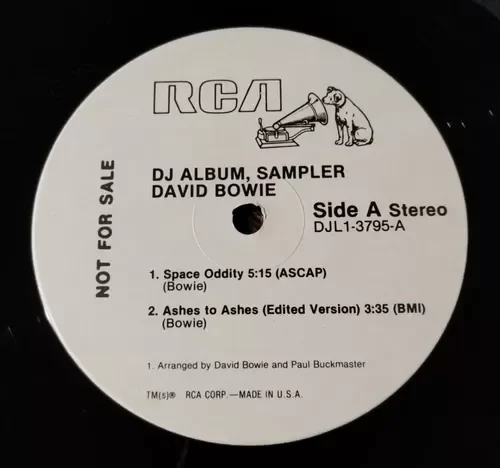 RCA
DJ ALBUM, SAMPLER
DAVID BOWIE
NOT FOR SALE
Side A Stereo
DJL1-3795-A
1. Space Oddity 5:15 (ASCAP)
(Bowie)
2. Ashes to Ashes (Edited Version) 3:35 (BMI)
(Bowie)
1. Arranged by David Bowie and Paul Buckmaster
TM(s)® RCA CORP.—MADE IN U.S.A.